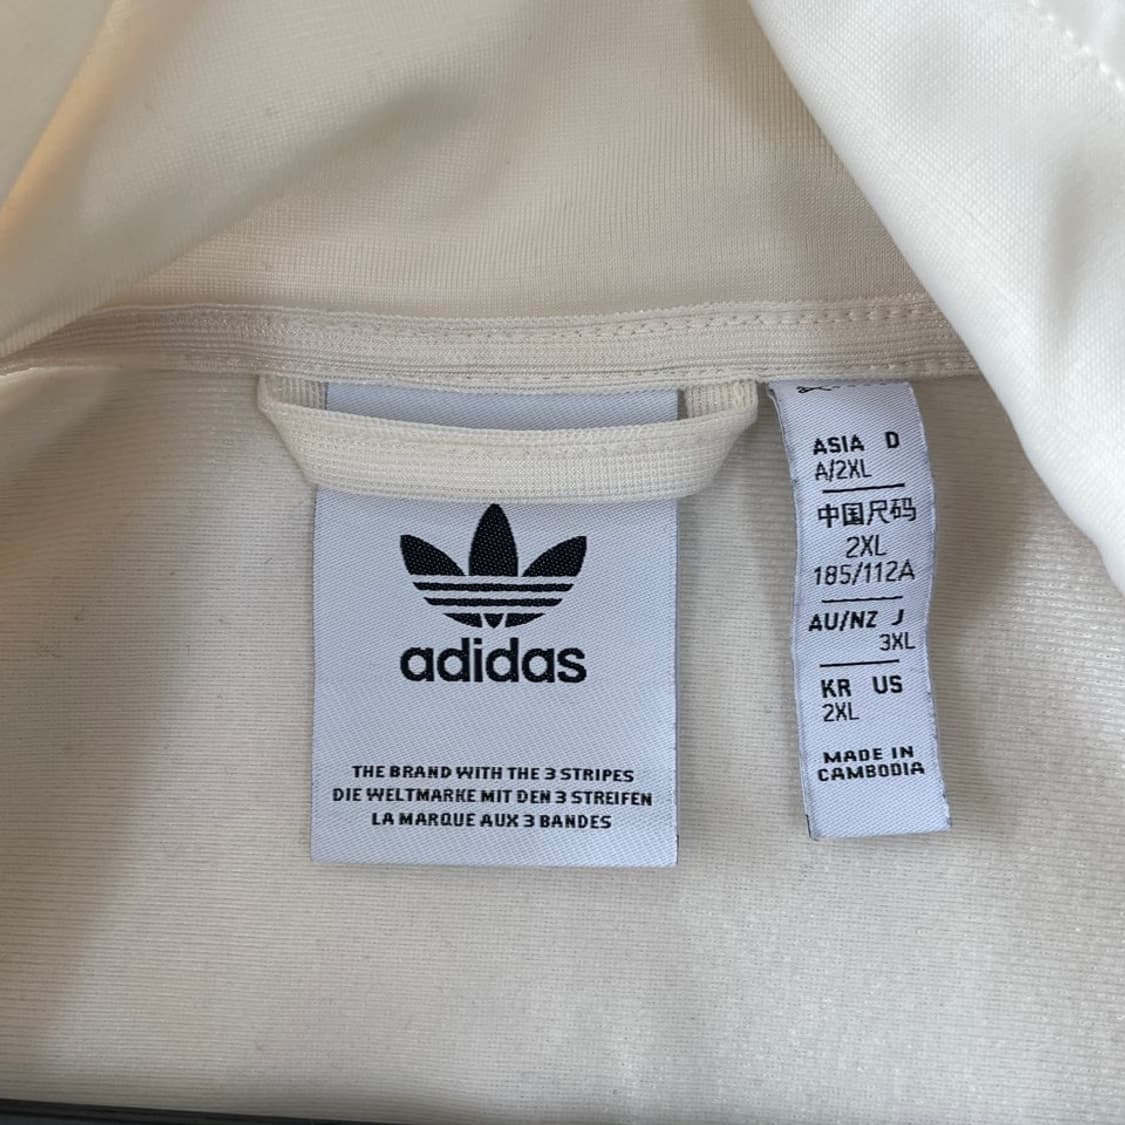 adidas
THE BRAND WITH THE 3 STRIPES
DIE WELTMARKE MIT DEN 3 STREIFEN
LA MARQUE AUX 3 BANDES
ASIA D
A/2XL
中国尺码
2XL
185/112A
AU/NZ J
3XL
KR US
2XL
MADE IN
CAMBODIA